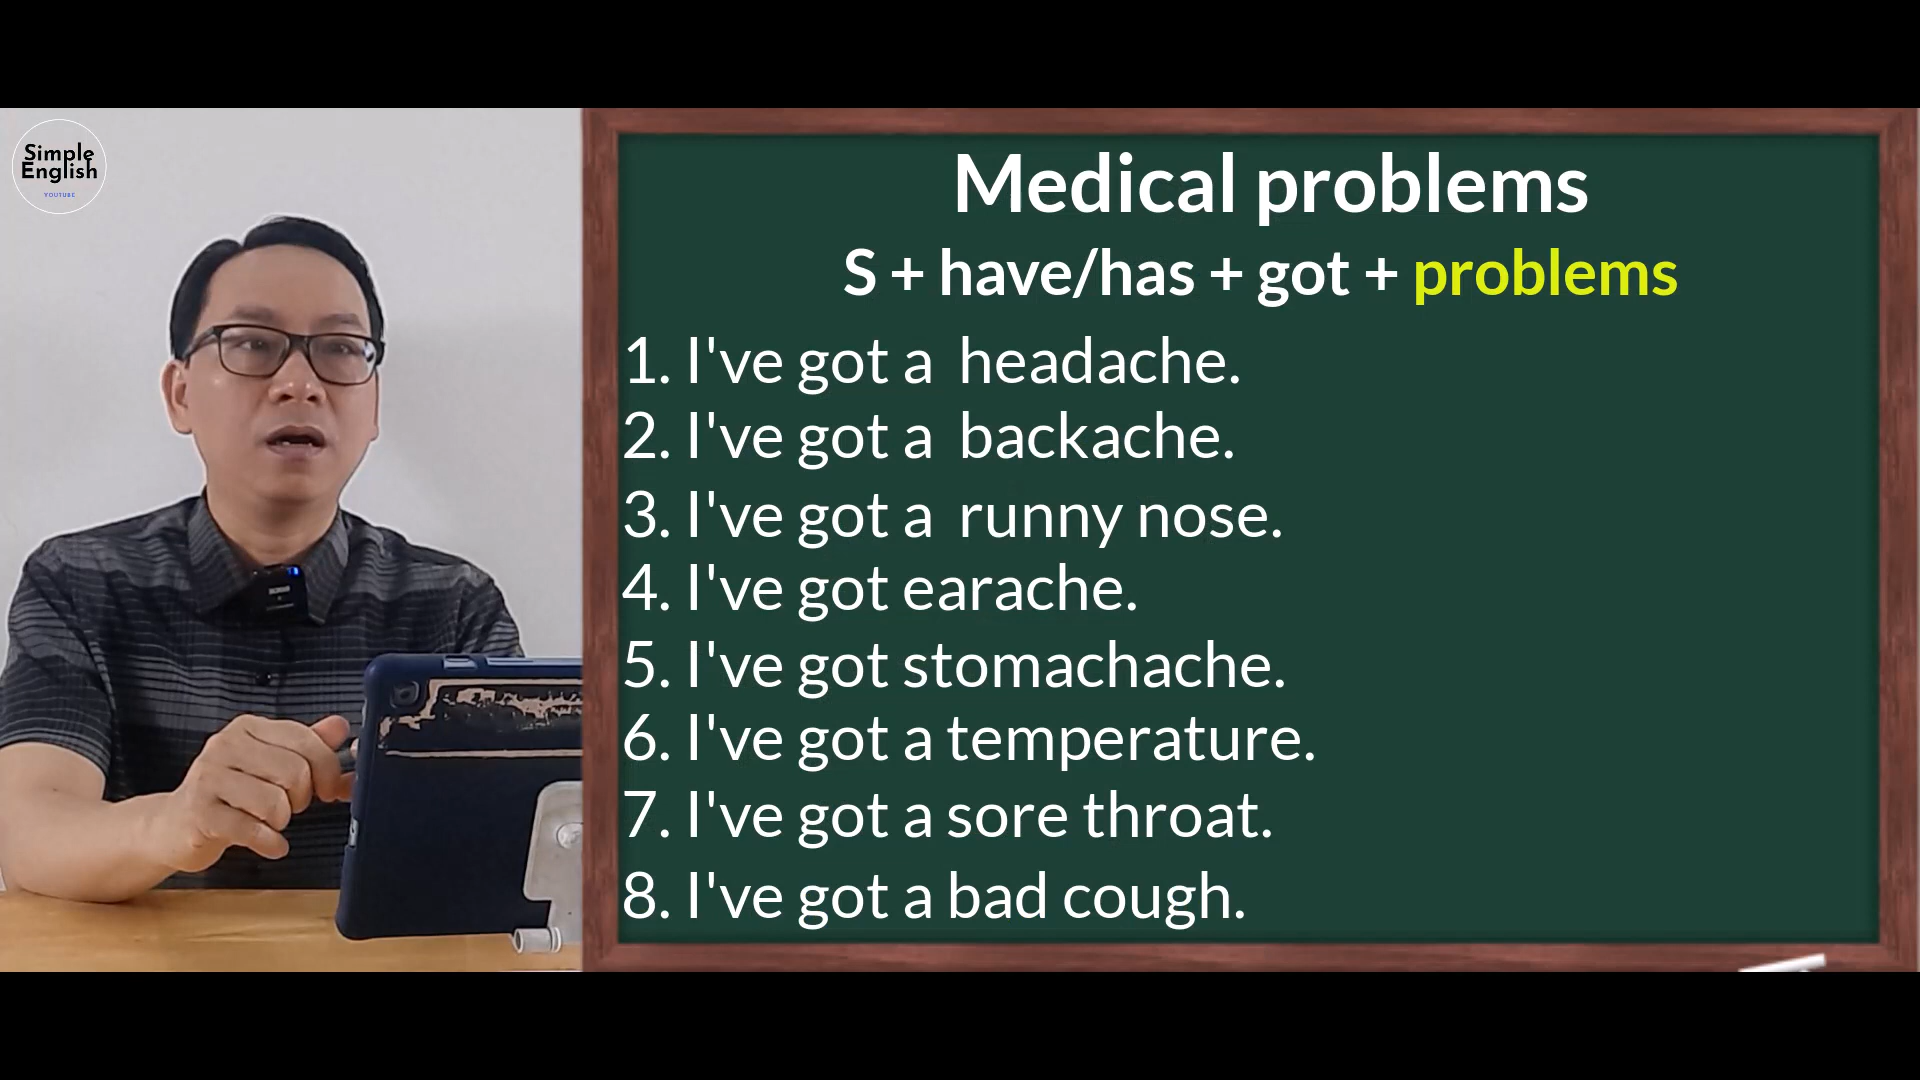 Simple
English
YOUTUBE
Medical problems
S + have/has + got + problems
1. I've got a  headache.
2. I've got a  backache.
3. I've got a  runny nose.
4. I've got earache.
5. I've got stomachache.
6. I've got a temperature.
7. I've got a sore throat.
8. I've got a bad cough.